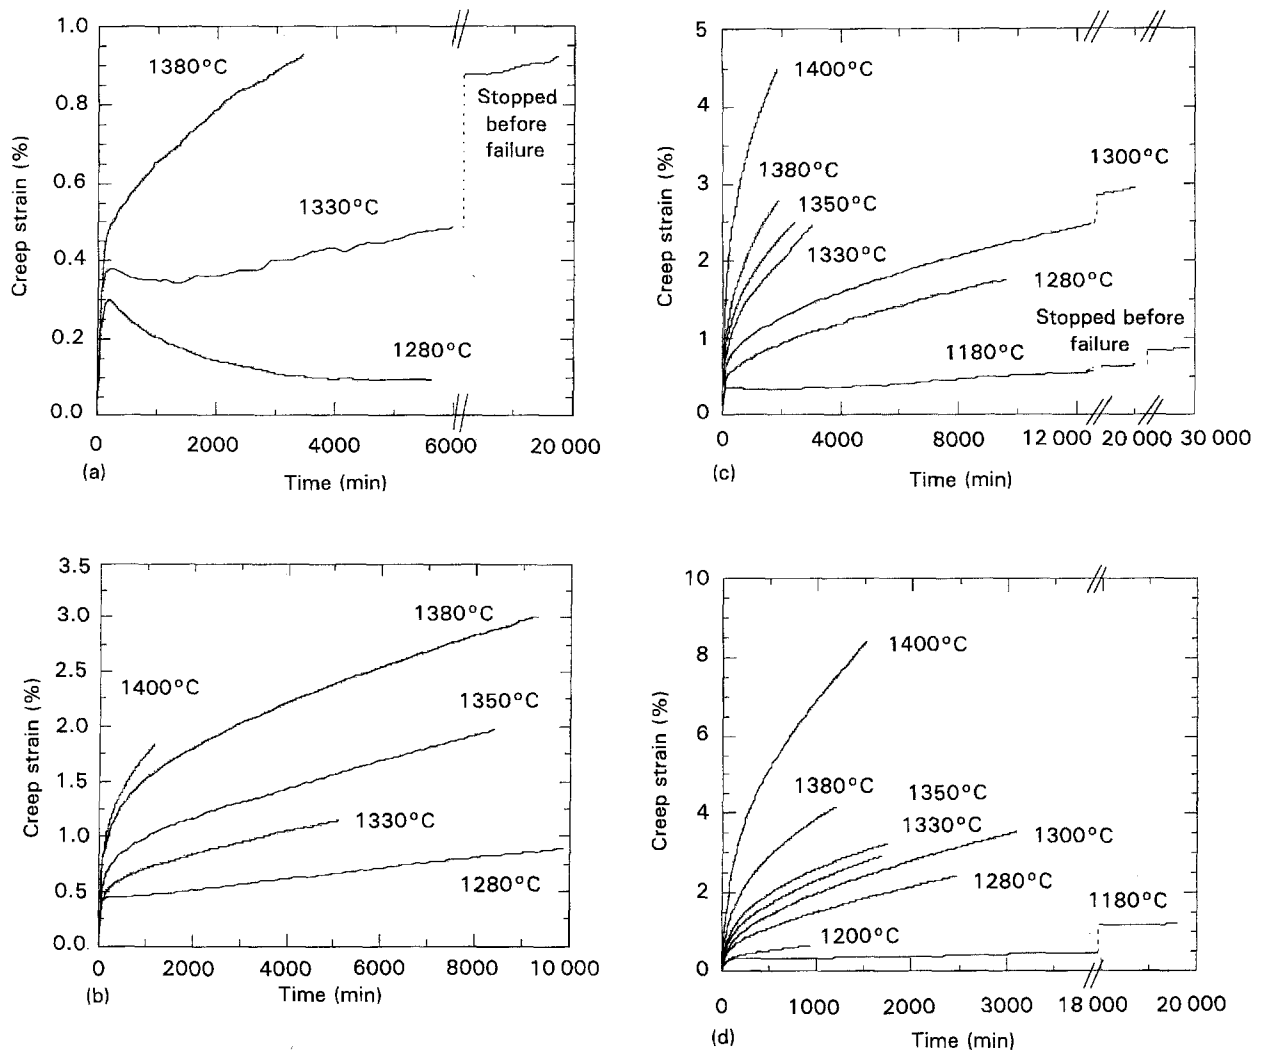 1.0
0.8
0.6
0.4
0.2
0.0
Creep strain (%)
1380°C
1330°C
1280°C
Stopped
before
failure
0 2000 4000 6000 20 000
Time (min)
(a)
5
4
3
2
1
0
Creep strain (%)
1400°C
1380°C
1350°C
1330°C
1300°C
1280°C
Stopped before
failure
1180°C
0 4000 8000 12 000 20 000 30 000
Time (min)
(c)
3.5
3.0
2.5
2.0
1.5
1.0
0.5
0.0
Creep strain (%)
1380°C
1400°C
1350°C
1330°C
1280°C
0 2000 4000 6000 8000 10 000
Time (min)
(b)
10
8
6
4
2
0
Creep strain (%)
1400°C
1380°C
1350°C
1330°C
1300°C
1280°C
1180°C
1200°C
0 1000 2000 3000 18 000 20 000
Time (min)
(d)